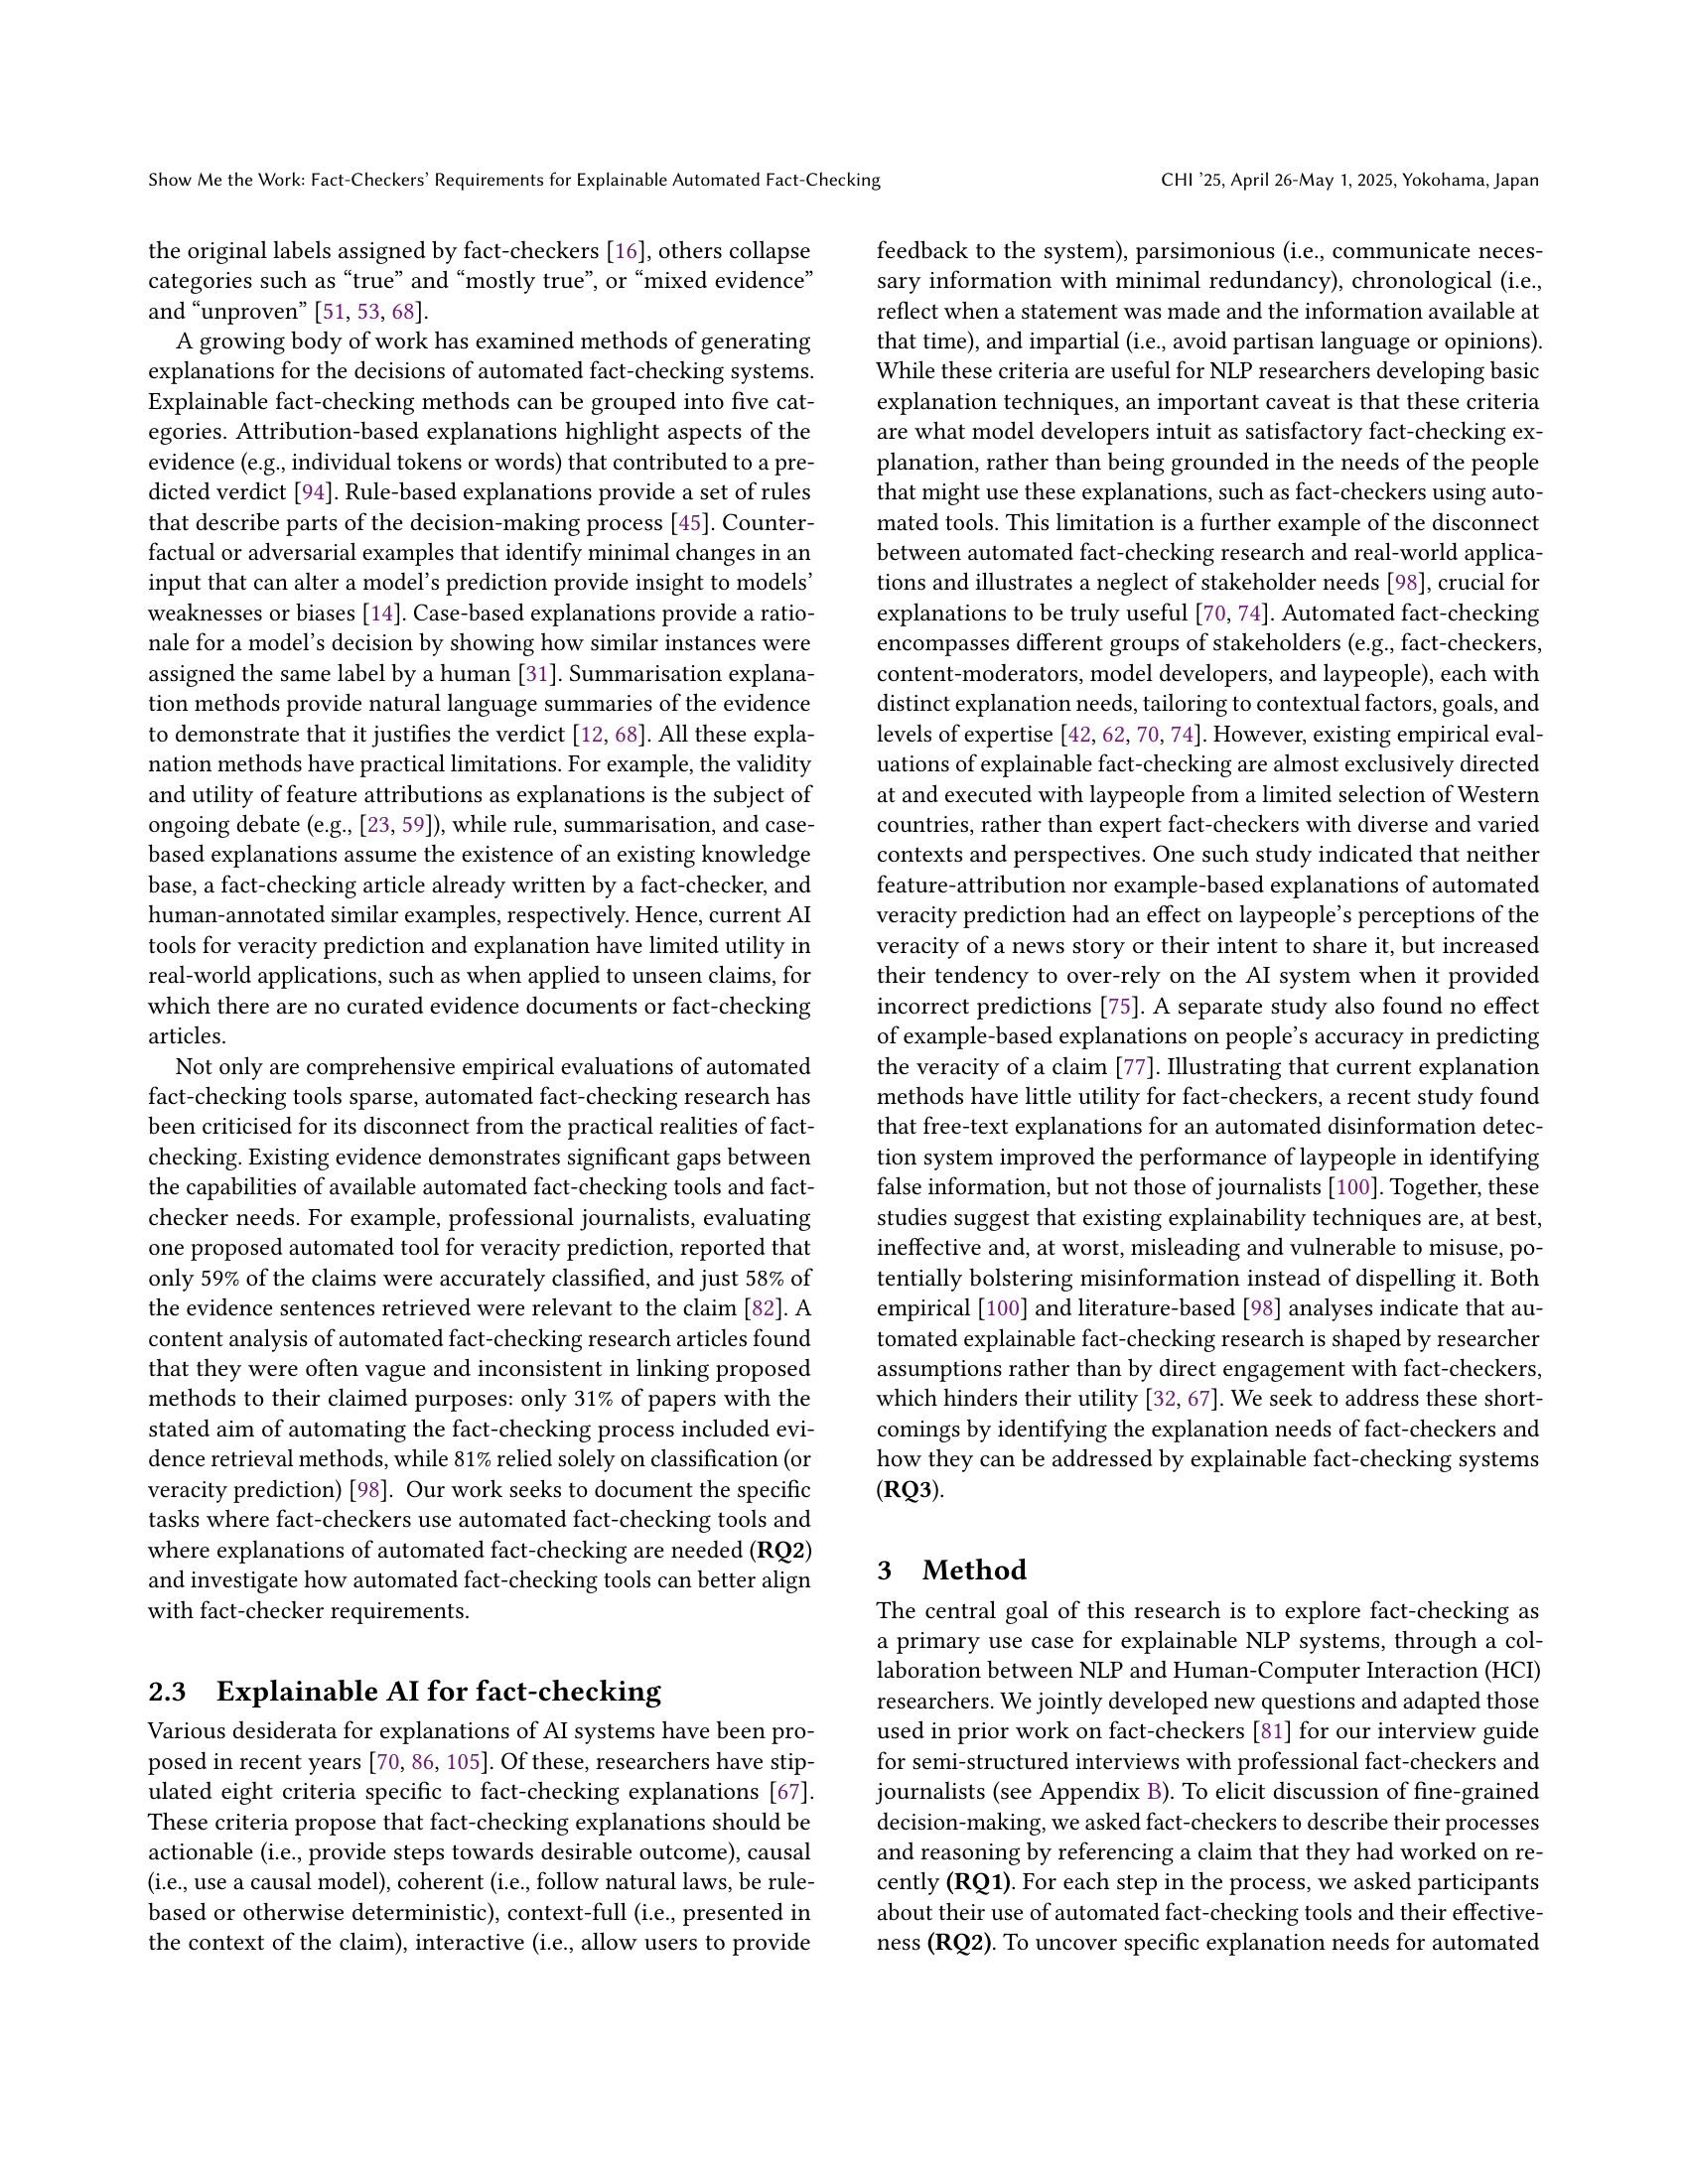 Show Me the Work: Fact-Checkers’ Requirements for Explainable Automated Fact-Checking
CHI ’25, April 26-May 1, 2025, Yokohama, Japan
the original labels assigned by fact-checkers [16], others collapse
categories such as “true” and “mostly true”, or “mixed evidence”
and “unproven” [51, 53, 68].
A growing body of work has examined methods of generating
explanations for the decisions of automated fact-checking systems.
Explainable fact-checking methods can be grouped into five cat-
egories. Attribution-based explanations highlight aspects of the
evidence (e.g., individual tokens or words) that contributed to a pre-
dicted verdict [94]. Rule-based explanations provide a set of rules
that describe parts of the decision-making process [45]. Counter-
factual or adversarial examples that identify minimal changes in an
input that can alter a model’s prediction provide insight to models’
weaknesses or biases [14]. Case-based explanations provide a ratio-
nale for a model’s decision by showing how similar instances were
assigned the same label by a human [31]. Summarisation explana-
tion methods provide natural language summaries of the evidence
to demonstrate that it justifies the verdict [12, 68]. All these expla-
nation methods have practical limitations. For example, the validity
and utility of feature attributions as explanations is the subject of
ongoing debate (e.g., [23, 59]), while rule, summarisation, and case-
based explanations assume the existence of an existing knowledge
base, a fact-checking article already written by a fact-checker, and
human-annotated similar examples, respectively. Hence, current AI
tools for veracity prediction and explanation have limited utility in
real-world applications, such as when applied to unseen claims, for
which there are no curated evidence documents or fact-checking
articles.
Not only are comprehensive empirical evaluations of automated
fact-checking tools sparse, automated fact-checking research has
been criticised for its disconnect from the practical realities of fact-
checking. Existing evidence demonstrates significant gaps between
the capabilities of available automated fact-checking tools and fact-
checker needs. For example, professional journalists, evaluating
one proposed automated tool for veracity prediction, reported that
only 59% of the claims were accurately classified, and just 58% of
the evidence sentences retrieved were relevant to the claim [82]. A
content analysis of automated fact-checking research articles found
that they were often vague and inconsistent in linking proposed
methods to their claimed purposes: only 31% of papers with the
stated aim of automating the fact-checking process included evi-
dence retrieval methods, while 81% relied solely on classification (or
veracity prediction) [98]. Our work seeks to document the specific
tasks where fact-checkers use automated fact-checking tools and
where explanations of automated fact-checking are needed (RQ2)
and investigate how automated fact-checking tools can better align
with fact-checker requirements.
2.3 Explainable AI for fact-checking
Various desiderata for explanations of AI systems have been pro-
posed in recent years [70, 86, 105]. Of these, researchers have stip-
ulated eight criteria specific to fact-checking explanations [67].
These criteria propose that fact-checking explanations should be
actionable (i.e., provide steps towards desirable outcome), causal
(i.e., use a causal model), coherent (i.e., follow natural laws, be rule-
based or otherwise deterministic), context-full (i.e., presented in
the context of the claim), interactive (i.e., allow users to provide
feedback to the system), parsimonious (i.e., communicate neces-
sary information with minimal redundancy), chronological (i.e.,
reflect when a statement was made and the information available at
that time), and impartial (i.e., avoid partisan language or opinions).
While these criteria are useful for NLP researchers developing basic
explanation techniques, an important caveat is that these criteria
are what model developers intuit as satisfactory fact-checking ex-
planation, rather than being grounded in the needs of the people
that might use these explanations, such as fact-checkers using auto-
mated tools. This limitation is a further example of the disconnect
between automated fact-checking research and real-world applica-
tions and illustrates a neglect of stakeholder needs [98], crucial for
explanations to be truly useful [70, 74]. Automated fact-checking
encompasses different groups of stakeholders (e.g., fact-checkers,
content-moderators, model developers, and laypeople), each with
distinct explanation needs, tailoring to contextual factors, goals, and
levels of expertise [42, 62, 70, 74]. However, existing empirical eval-
uations of explainable fact-checking are almost exclusively directed
at and executed with laypeople from a limited selection of Western
countries, rather than expert fact-checkers with diverse and varied
contexts and perspectives. One such study indicated that neither
feature-attribution nor example-based explanations of automated
veracity prediction had an effect on laypeople’s perceptions of the
veracity of a news story or their intent to share it, but increased
their tendency to over-rely on the AI system when it provided
incorrect predictions [75]. A separate study also found no effect
of example-based explanations on people’s accuracy in predicting
the veracity of a claim [77]. Illustrating that current explanation
methods have little utility for fact-checkers, a recent study found
that free-text explanations for an automated disinformation detec-
tion system improved the performance of laypeople in identifying
false information, but not those of journalists [100]. Together, these
studies suggest that existing explainability techniques are, at best,
ineffective and, at worst, misleading and vulnerable to misuse, po-
tentially bolstering misinformation instead of dispelling it. Both
empirical [100] and literature-based [98] analyses indicate that au-
tomated explainable fact-checking research is shaped by researcher
assumptions rather than by direct engagement with fact-checkers,
which hinders their utility [32, 67]. We seek to address these short-
comings by identifying the explanation needs of fact-checkers and
how they can be addressed by explainable fact-checking systems
(RQ3).
3 Method
The central goal of this research is to explore fact-checking as
a primary use case for explainable NLP systems, through a col-
laboration between NLP and Human-Computer Interaction (HCI)
researchers. We jointly developed new questions and adapted those
used in prior work on fact-checkers [81] for our interview guide
for semi-structured interviews with professional fact-checkers and
journalists (see Appendix B). To elicit discussion of fine-grained
decision-making, we asked fact-checkers to describe their processes
and reasoning by referencing a claim that they had worked on re-
cently (RQ1). For each step in the process, we asked participants
about their use of automated fact-checking tools and their effective-
ness (RQ2). To uncover specific explanation needs for automated